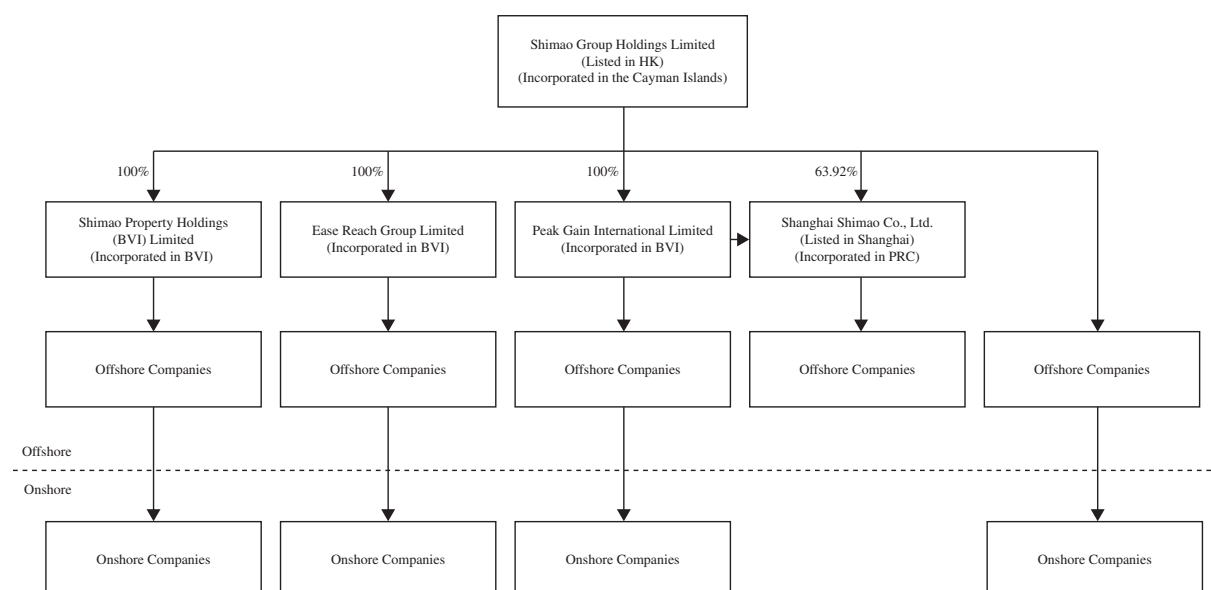 Shimao Group Holdings Limited
(Listed in HK)
(Incorporated in the Cayman Islands)
100%
100%
100%
63.92%
Shimao Property Holdings
(BVI) Limited
(Incorporated in BVI)
Ease Reach Group Limited
(Incorporated in BVI)
Peak Gain International Limited
(Incorporated in BVI)
Shanghai Shimao Co., Ltd.
(Listed in Shanghai)
(Incorporated in PRC)
Offshore Companies
Offshore Companies
Offshore Companies
Offshore Companies
Offshore Companies
Offshore
Onshore
Onshore Companies
Onshore Companies
Onshore Companies
Onshore Companies